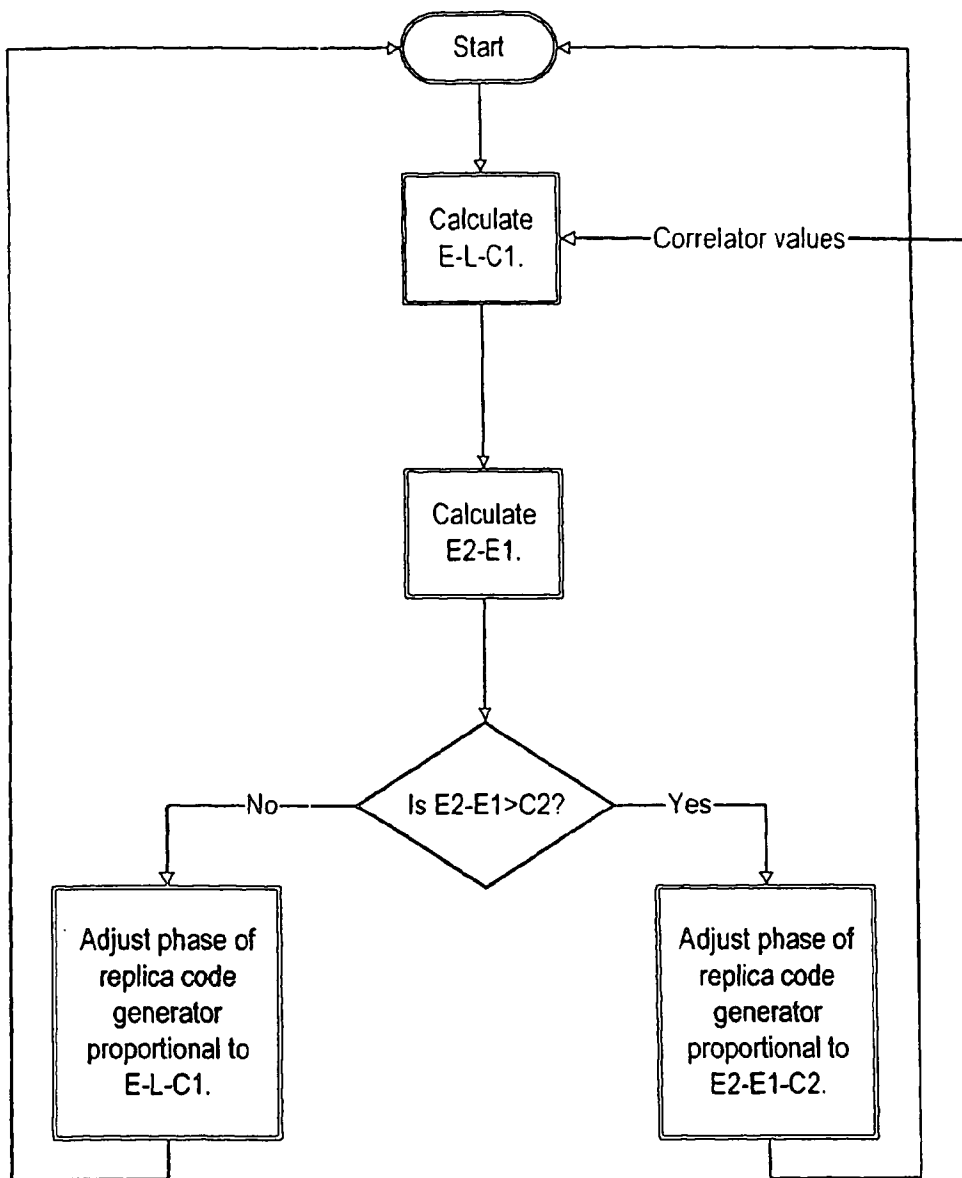 Start
Calculate
E-L-C1.
Correlator values
Calculate
E2-E1.
Is E2-E1>C2?
No
Yes
Adjust phase of
replica code
generator
proportional to
E-L-C1.
Adjust phase of
replica code
generator
proportional to
E2-E1-C2.